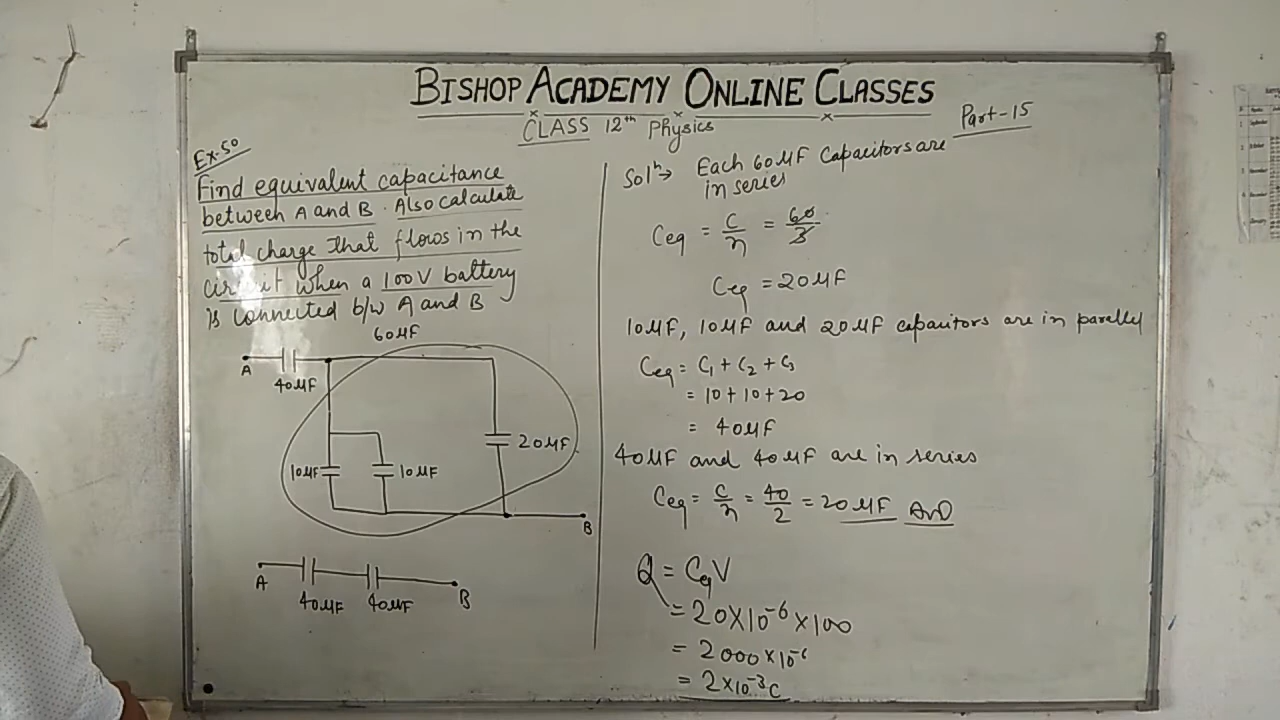 BISHOP ACADEMY ONLINE CLASSES
CLASS 12th Physics
Part-15
Ex.50
Find equivalent capacitance
between A and B. Also calculate
total charge that flows in the
circuit when a 100V battery
is connected b/w A and B
60μF
A
40μF
20μF
10μF
10μF
B
A
40μF
40μF
B
Soln→ Each 60μF Capacitors are
in series
Ceq = C/n = 60/3
Ceq = 20μF
10μF, 10μF and 20μF capacitors are in parelly
Ceq = C1 + C2 + C3
= 10+10+20
= 40μF
40μF and 40μF are in series
Ceq = C/n = 40/2 = 20μF Ans
Q = CqV
= 20×10⁻⁶×100
= 2000×10⁻⁶
= 2×10⁻³C